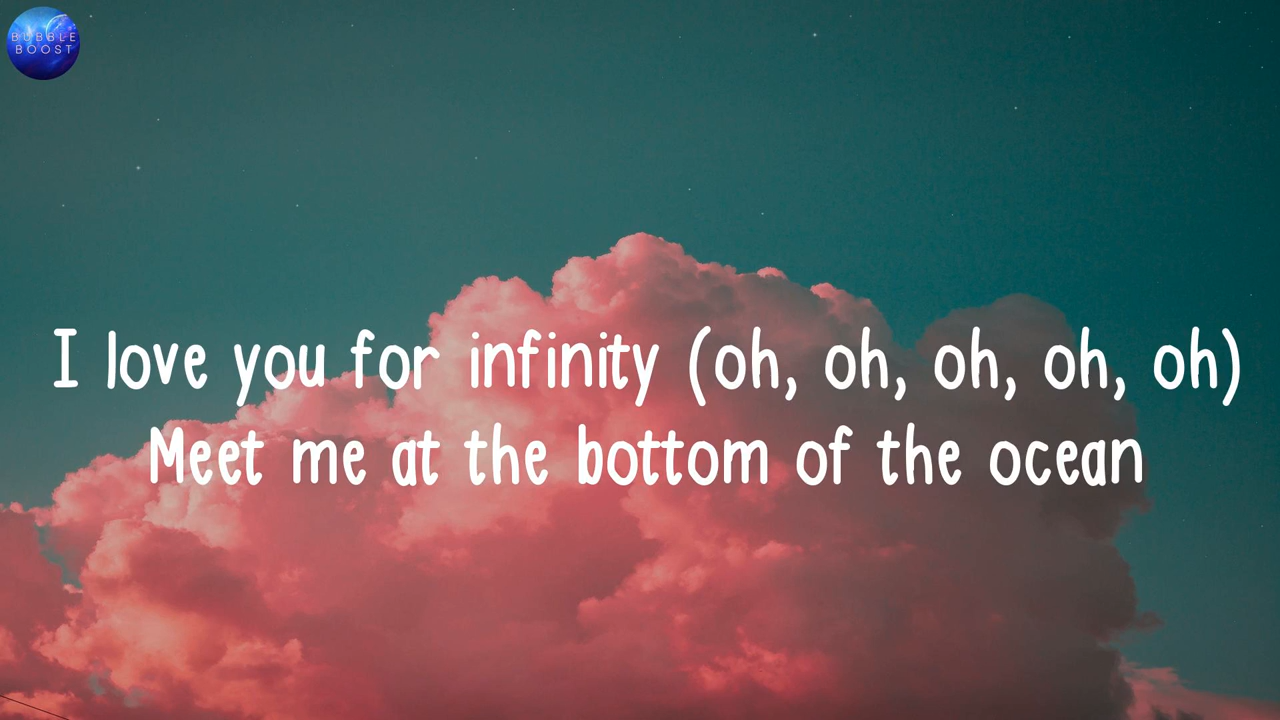 BUBBLE
BOOST
I love you for infinity (oh, oh, oh, oh, oh)
Meet me at the bottom of the ocean